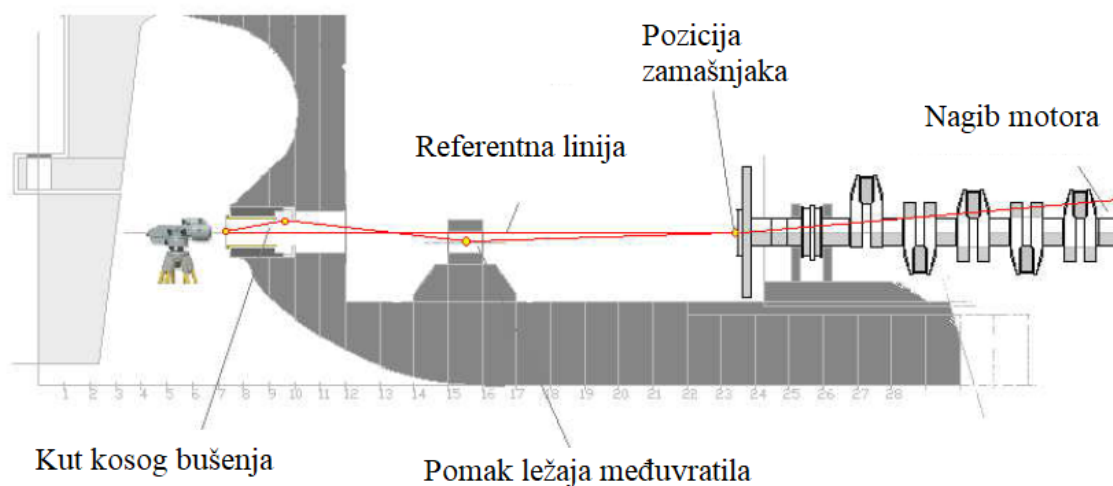 Pozicija
zamašnjaka
Nagib motora
Referentna linija
1 2 3 4 5 6 7 8 9 10 11 12 13 14 15 16 17 18 19 20 21 22 23 24 25 26 27 28
Kut kosog bušenja
Pomak ležaja međuvratila